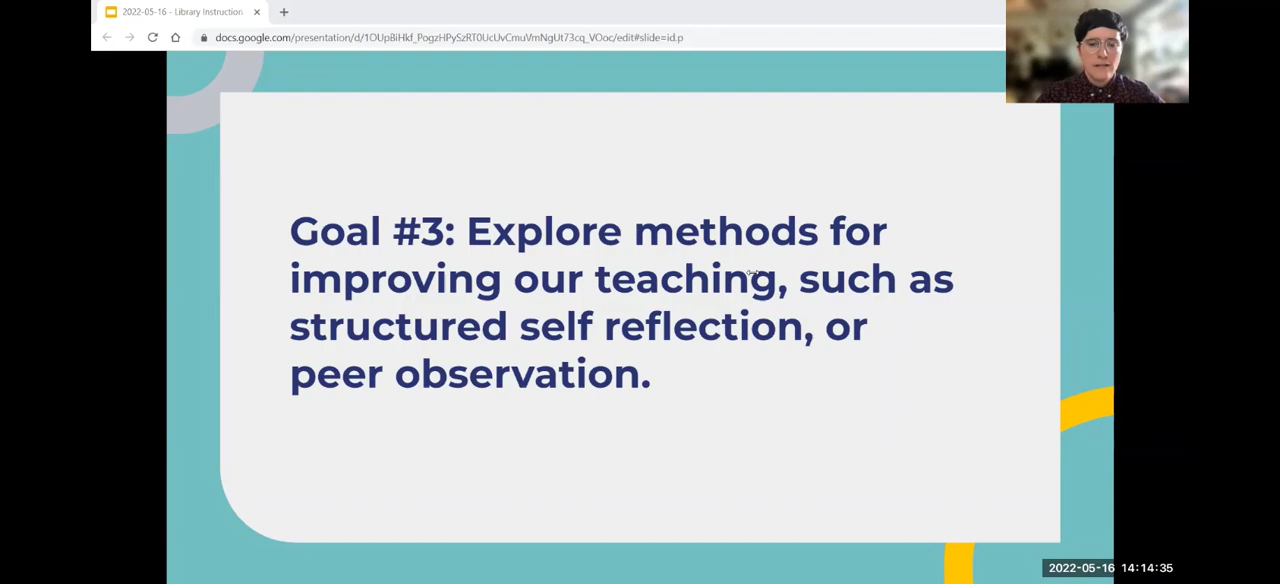 2022-05-16 - Library Instruction
docs.google.com/presentation/d/1OUpBiHkf_PogzHPySzRT0UcUvCmuVmNgUt73cq_VOoc/edit#slide=id.p
Goal #3: Explore methods for
improving our teaching, such as
structured self reflection, or
peer observation.
2022-05-16 14:14:35